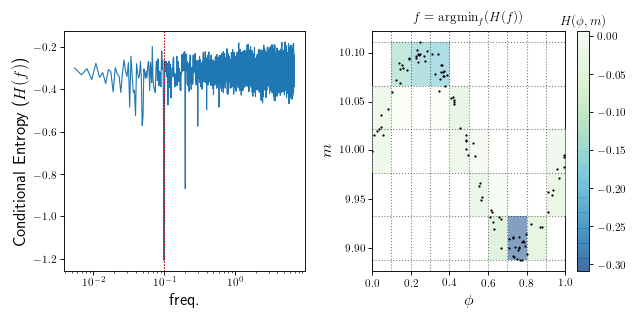 f = argmin_f(H(f))
H(ϕ, m)
Conditional Entropy (H(f))
−0.2
−0.4
−0.6
−0.8
−1.0
−1.2
10⁻² 10⁻¹ 10⁰
freq.
m
10.10
10.05
10.00
9.95
9.90
0.0 0.2 0.4 0.6 0.8 1.0
ϕ
0.00
−0.05
−0.10
−0.15
−0.20
−0.25
−0.30